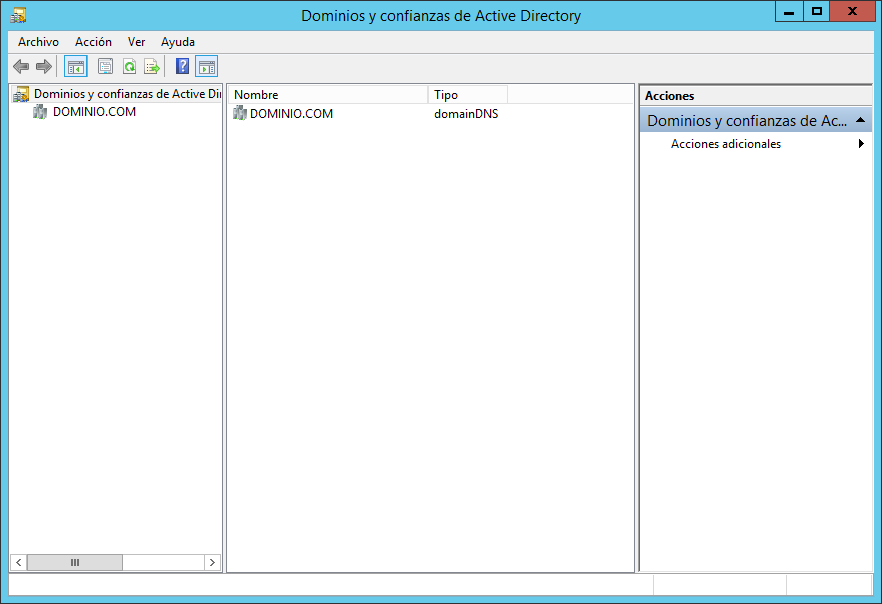 Dominios y confianzas de Active Directory
Archivo Acción Ver Ayuda
Dominios y confianzas de Active Dir
DOMINIO.COM
Nombre Tipo
DOMINIO.COM domainDNS
Acciones
Dominios y confianzas de Ac...
Acciones adicionales